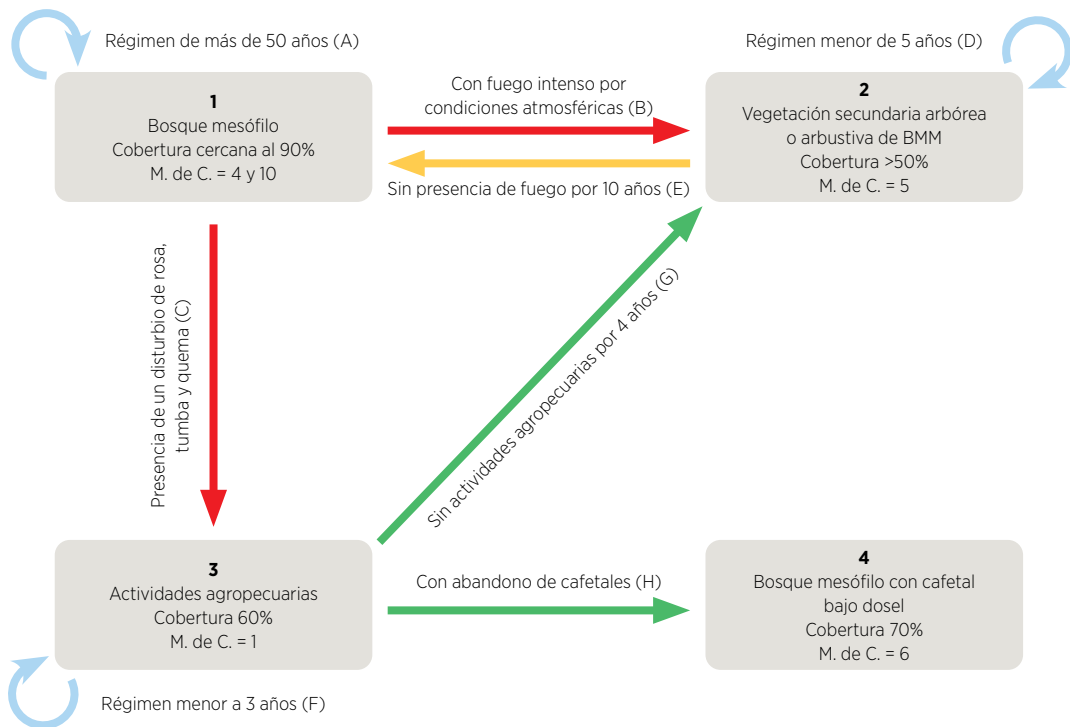 Régimen de más de 50 años (A)
Régimen menor de 5 años (D)
1
Bosque mesófilo
Cobertura cercana al 90%
M. de C. = 4 y 10
Con fuego intenso por
condiciones atmosféricas (B)
Sin presencia de fuego por 10 años (E)
2
Vegetación secundaria arbórea
o arbustiva de BMM
Cobertura >50%
M. de C. = 5
Presencia de un disturbio de rosa,
tumba y quema (C)
Sin actividades agropecuarias por 4 años (G)
3
Actividades agropecuarias
Cobertura 60%
M. de C. = 1
Con abandono de cafetales (H)
4
Bosque mesófilo con cafetal
bajo dosel
Cobertura 70%
M. de C. = 6
Régimen menor a 3 años (F)